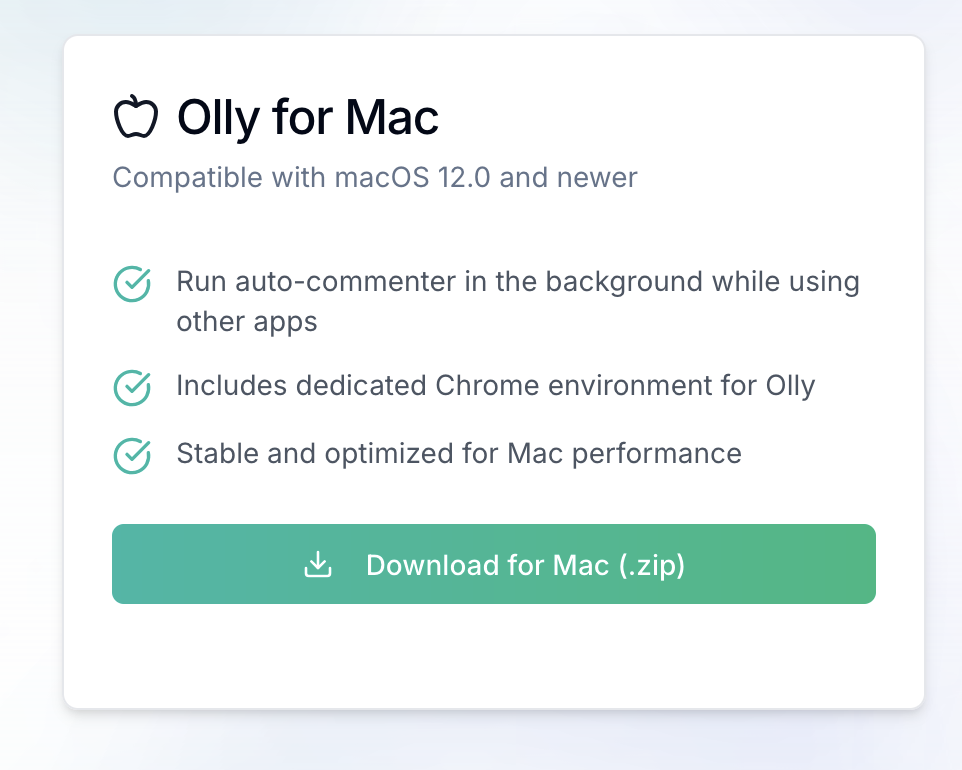 Olly for Mac
Compatible with macOS 12.0 and newer
Run auto-commenter in the background while using
other apps
Includes dedicated Chrome environment for Olly
Stable and optimized for Mac performance
Download for Mac (.zip)